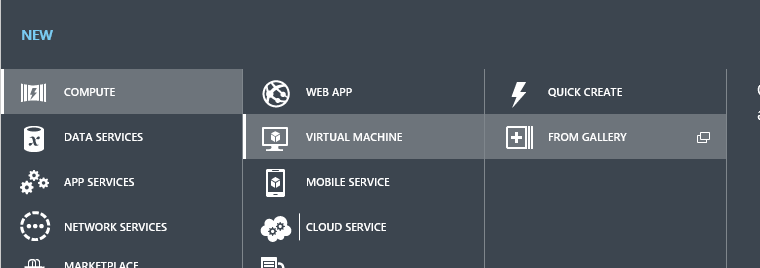 NEW
COMPUTE
DATA SERVICES
APP SERVICES
NETWORK SERVICES
MARKETPLACE
WEB APP
VIRTUAL MACHINE
MOBILE SERVICE
CLOUD SERVICE
QUICK CREATE
FROM GALLERY